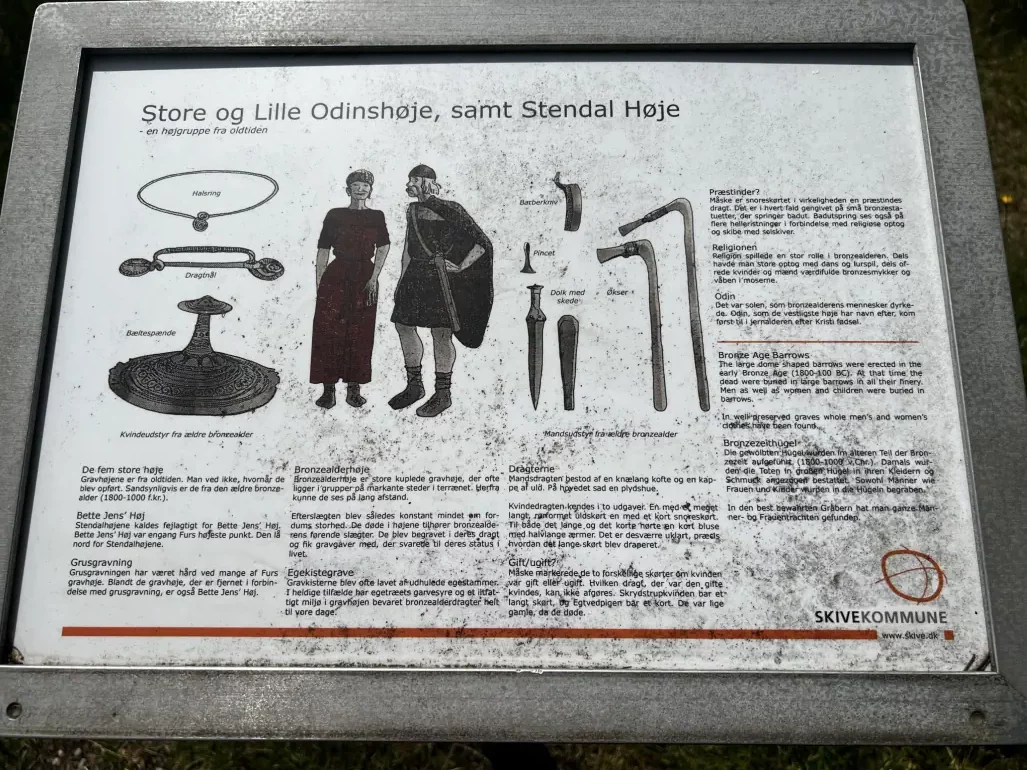 Store og Lille Odinshøje, samt Stendal Høje
- en højgruppe fra oldtiden
Halsring
Dragtnål
Bæltespænde
Kvindeudstyr fra ældre bronzealder
Barberkniv
Pincet
Dolk med
skede
Økser
Mandsudstyr fra ældre bronzealder
De fem store høje
Gravhøjene er fra oldtiden. Man ved ikke, hvornår de
blev opført. Sandsynligvis er de fra den ældre bronze-
alder (1800-1000 f.kr.).
Bette Jens' Høj
Stendalhøjene kaldes fejlagtigt for Bette Jens' Høj.
Bette Jens' Høj var engang Furs højeste punkt. Den lå
nord for Stendalhøjene.
Grusgravning
Grusgravningen har været hård ved mange af Furs
gravhøje. Blandt de gravhøje, der er fjernet i forbin-
delse med grusgravning, er også Bette Jens' Høj.
Bronzealderhøje
Bronzealderhøje er store kuplede gravhøje, der ofte
ligger i grupper på markante steder i terrænet. Herfra
kunne de ses på lang afstand.
Efterslægten blev således konstant mindet om for-
dums storhed. De døde i højene tilhører bronzealde-
rens førende slægter. De blev begravet i deres dragt
og fik gravgaver med, der svarede til deres status i
livet.
Egekistegrave
Gravkisterne blev ofte lavet af udhulede egestammer.
I heldige tilfælde har egetræets garvesyre og et iltfat-
tigt miljø i gravhøjen bevaret bronzealderdragter helt
til vore dage.
Dragterne
Mandsdragten bestod af en knælang kofte og en kap-
pe af uld. På hovedet sad en plydshue.
Kvindedragten kendes i to udgaver. En med et meget
langt, rørformet uldskørt en med et kort snoreskørt.
Til både det lange og det korte hørte en kort bluse
med halvlange ærmer. Det er desværre uklart, præcis
hvordan det lange skørt blev draperet.
Gift/ugift?
Måske markerede de to forskellige skørter om kvinden
var gift eller ugift. Hvilken dragt, der var den gifte
kvindes, kan ikke afgøres. Skrydstrupkvinden bar et
langt skørt, og Egtvedpigen bar et kort. De var lige
gamle, da de døde.
Præstinder?
Måske er snoreskørtet i virkeligheden en præstindes
dragt. Det er i hvert fald gengivet på små bronzesta-
tuetter, der springer badut. Badutspring ses også på
flere helleristninger i forbindelse med religiøse optog
og skibe med selskiver.
Religionen
Religion spillede en stor rolle i bronzealderen. Dels
havde man store optog med dans og lurspil, dels of-
rede kvinder og mænd værdifulde bronzesmykker og
våben i moserne.
Odin
Det var solen, som bronzealderens mennesker dyrke-
de. Odin, som de vestligste høje har navn efter, kom
først til i jernalderen efter Kristi fødsel.
Bronze Age Barrows
The large dome shaped barrows were erected in the
early Bronze Age (1800-100 BC). At that time the
dead were buried in large barrows in all their finery.
Men as well as women and children were buried in
barrows.
In well-preserved graves whole men's and women's
clothes have been found.
Bronzezeithügel
Die gewölbten Hügel wurden im älteren Teil der Bron-
zezeit aufgeführt. (1800-1000 v.Chr.). Damals wur-
den die Toten in großen Hügel in ihren Kleidern und
Schmuck angezogen bestattet. Sowohl Männer wie
Frauen und Kinder wurden in die Hügeln begraben.
In den best bewahrten Gräbern hat man ganze Män-
ner- og Frauentrachten gefunden.
SKIVEKOMMUNE
www.skive.dk